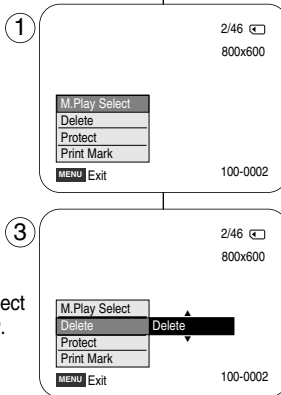 1
2/46
800x600
M.Play Select
Delete
Protect
Print Mark
MENU Exit
100-0002
3
2/46
800x600
ect
.
M.Play Select
Delete Delete
Protect
Print Mark
MENU Exit
100-0002